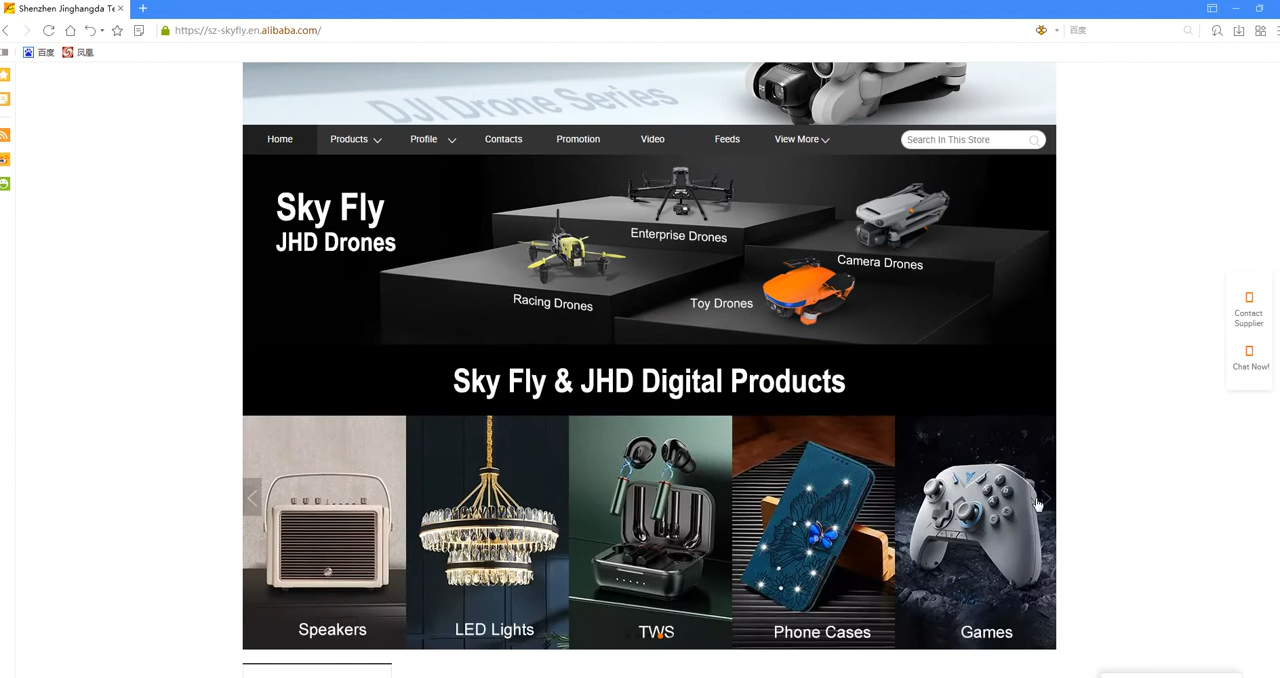 Shenzhen Jinghangda Te
https://sz-skyfly.en.alibaba.com/
百度
百度
凤凰
DJI Drone Series
Home
Products
Profile
Contacts
Promotion
Video
Feeds
View More
Search In This Store
Sky Fly
JHD Drones
Enterprise Drones
Camera Drones
Racing Drones
Toy Drones
Contact
Supplier
Chat Now!
Sky Fly & JHD Digital Products
Speakers
LED Lights
TWS
Phone Cases
Games